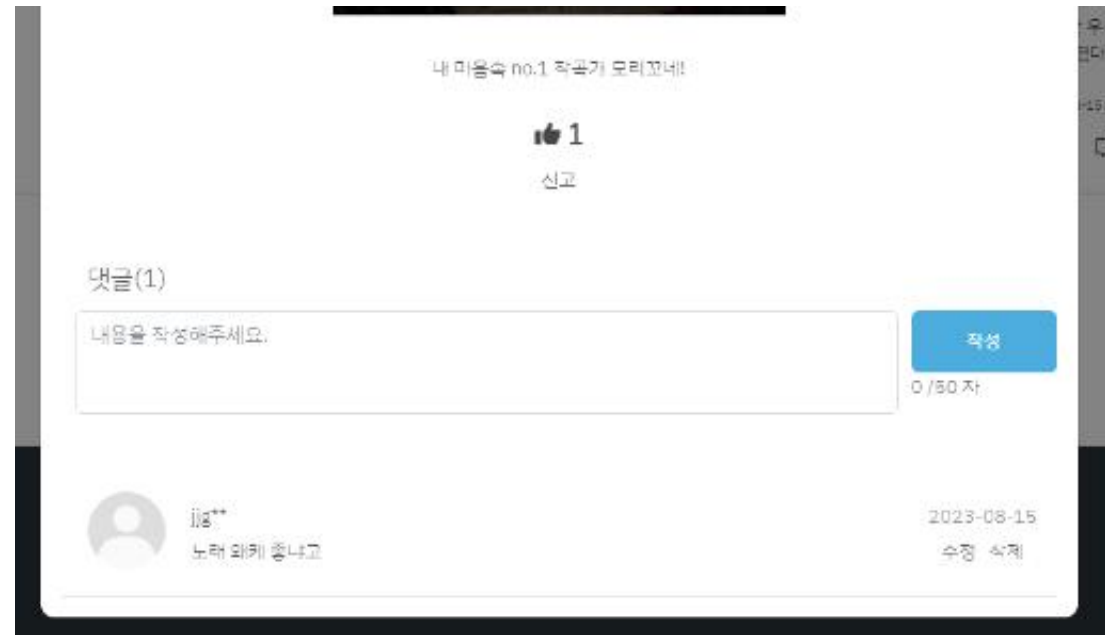 내 마음속 no.1 작곡가 모리꼬네!
1
신고
댓글(1)
내용을 작성해주세요.
작성
0 /50 자
jjg**
2023-08-15
노래 왜케 좋냐고
수정 삭제